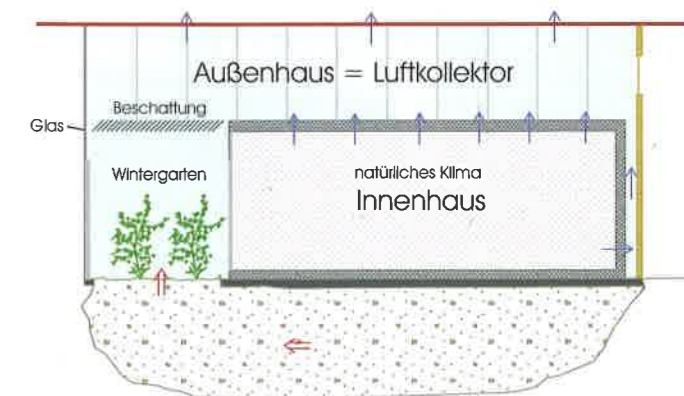 Außenhaus = Luftkollektor
Beschattung
Glas
Wintergarten
natürliches Klima
Innenhaus